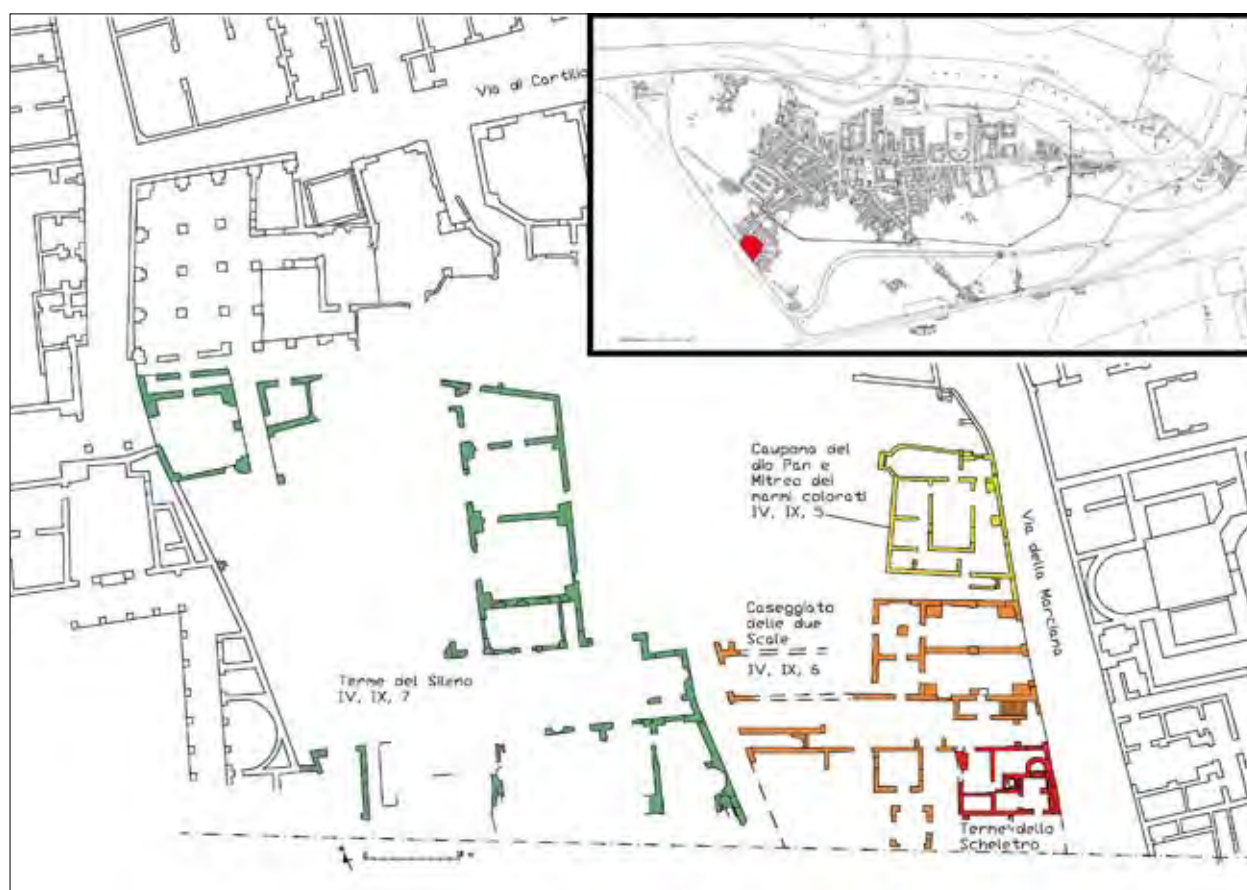 Via di Cartilio
Caupona del
dio Pan e
Mitreo dei
marmi colorati
IV, IX, 5
Via della Marciana
Caseggiato
delle due
Scale
IV, IX, 6
Terme del Sileno
IV, IX, 7
Terme dello
Scheletro